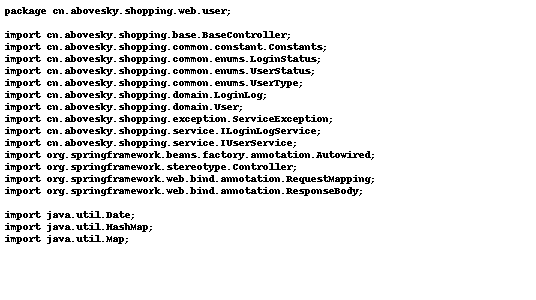 package cn.abovesky.shopping.web.user;

import cn.abovesky.shopping.base.BaseController;
import cn.abovesky.shopping.common.constant.Constants;
import cn.abovesky.shopping.common.enums.LoginStatus;
import cn.abovesky.shopping.common.enums.UserStatus;
import cn.abovesky.shopping.common.enums.UserType;
import cn.abovesky.shopping.domain.LoginLog;
import cn.abovesky.shopping.domain.User;
import cn.abovesky.shopping.exception.ServiceException;
import cn.abovesky.shopping.service.ILoginLogService;
import cn.abovesky.shopping.service.IUserService;
import org.springframework.beans.factory.annotation.Autowired;
import org.springframework.stereotype.Controller;
import org.springframework.web.bind.annotation.RequestMapping;
import org.springframework.web.bind.annotation.ResponseBody;

import java.util.Date;
import java.util.HashMap;
import java.util.Map;